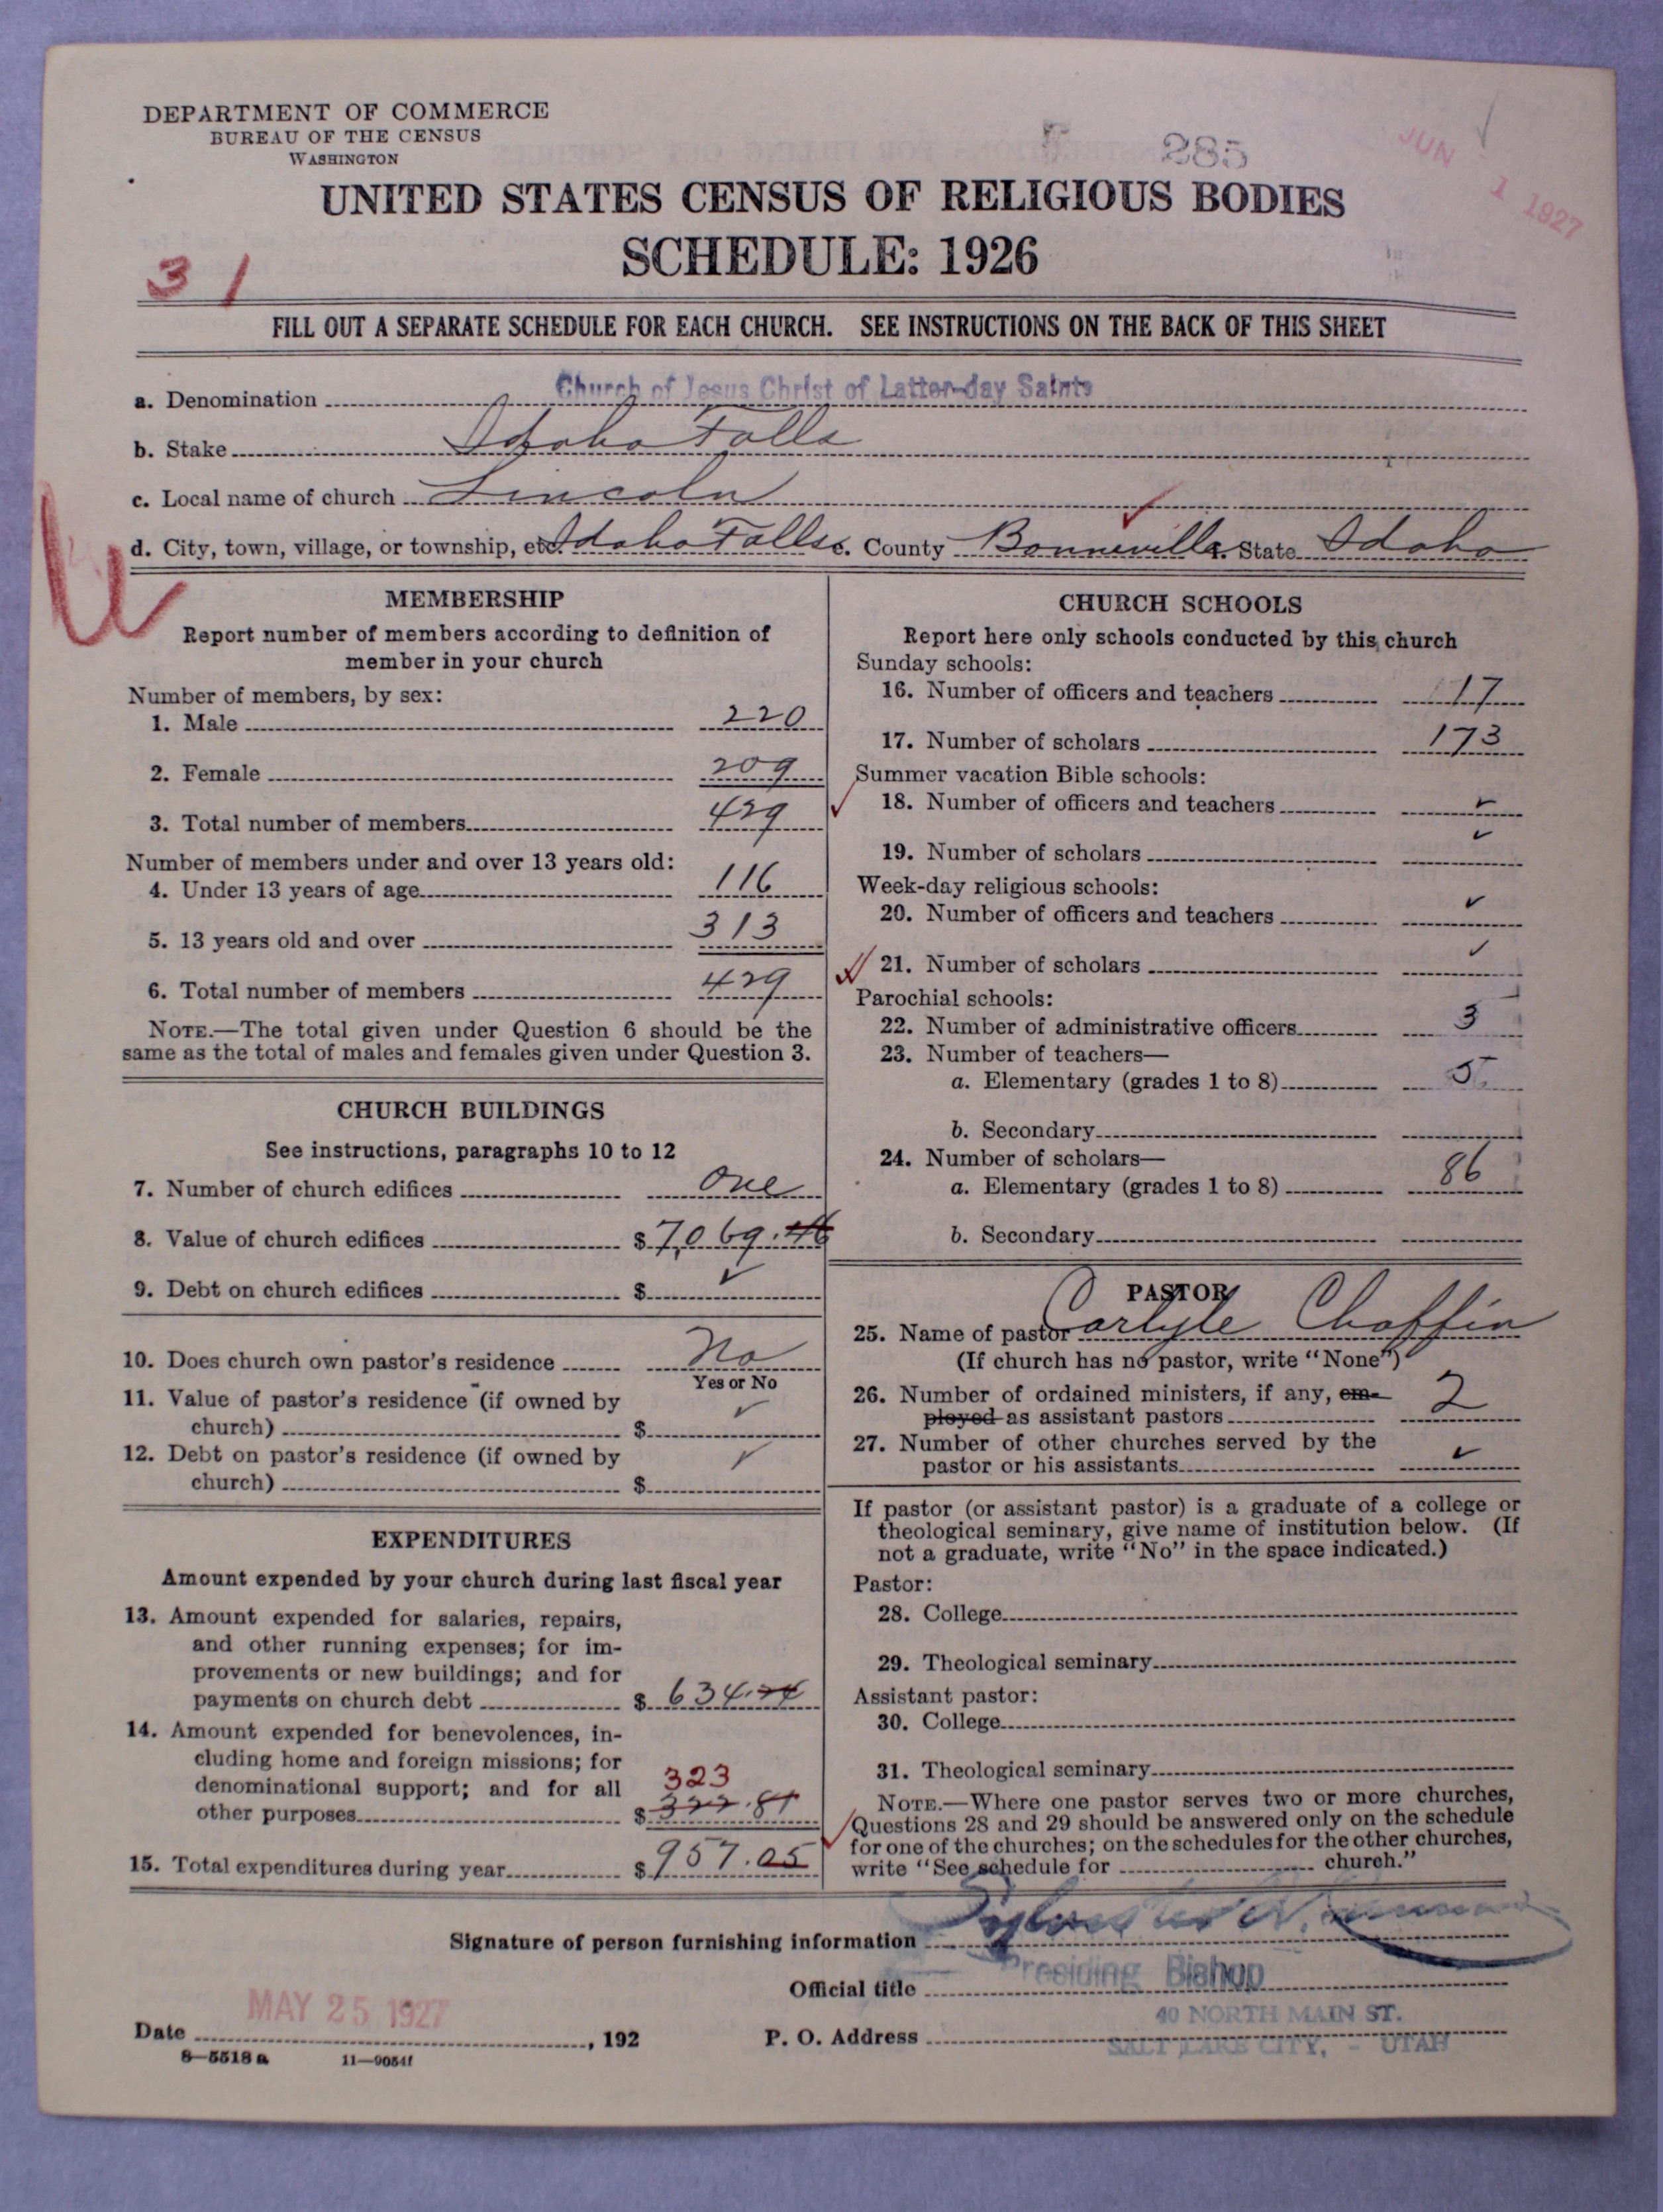 DEPARTMENT OF COMMERCE
BUREAU OF THE CENSUS
WASHINGTON
285
JUN 1 1927
UNITED STATES CENSUS OF RELIGIOUS BODIES
SCHEDULE: 1926
31
FILL OUT A SEPARATE SCHEDULE FOR EACH CHURCH. SEE INSTRUCTIONS ON THE BACK OF THIS SHEET
a. Denomination Church of Jesus Christ of Latter-day Saints
b. Stake Idaho Falls
c. Local name of church Lincoln
d. City, town, village, or township, etc. Idaho Falls e. County Bonneville f. State Idaho
MEMBERSHIP
Report number of members according to definition of
member in your church
Number of members, by sex:
1. Male 220
2. Female 209
3. Total number of members 429
Number of members under and over 13 years old:
4. Under 13 years of age 116
5. 13 years old and over 313
6. Total number of members 429
NOTE.—The total given under Question 6 should be the
same as the total of males and females given under Question 3.
CHURCH BUILDINGS
See instructions, paragraphs 10 to 12
7. Number of church edifices One
8. Value of church edifices $ 7,069.46
9. Debt on church edifices $ ✓
10. Does church own pastor's residence No
Yes or No
11. Value of pastor's residence (if owned by
church) $ ✓
12. Debt on pastor's residence (if owned by
church) $ ✓
EXPENDITURES
Amount expended by your church during last fiscal year
13. Amount expended for salaries, repairs,
and other running expenses; for im-
provements or new buildings; and for
payments on church debt $ 634.24
14. Amount expended for benevolences, in-
cluding home and foreign missions; for
denominational support; and for all 323
other purposes $ 322.81
15. Total expenditures during year $ 957.05
CHURCH SCHOOLS
Report here only schools conducted by this church
Sunday schools:
16. Number of officers and teachers 17
17. Number of scholars 173
Summer vacation Bible schools:
18. Number of officers and teachers ✓
19. Number of scholars ✓
Week-day religious schools:
20. Number of officers and teachers ✓
21. Number of scholars ✓
Parochial schools:
22. Number of administrative officers 3
23. Number of teachers—
a. Elementary (grades 1 to 8) 5
b. Secondary
24. Number of scholars—
a. Elementary (grades 1 to 8) 86
b. Secondary
PASTOR
25. Name of pastor Carlyle Chaffin
(If church has no pastor, write "None")
26. Number of ordained ministers, if any, em-
ployed as assistant pastors 2
27. Number of other churches served by the
pastor or his assistants ✓
If pastor (or assistant pastor) is a graduate of a college or
theological seminary, give name of institution below. (If
not a graduate, write "No" in the space indicated.)
Pastor:
28. College
29. Theological seminary
Assistant pastor:
30. College
31. Theological seminary
NOTE.—Where one pastor serves two or more churches,
Questions 28 and 29 should be answered only on the schedule
for one of the churches; on the schedules for the other churches,
write "See schedule for church."
Signature of person furnishing information
Official title Presiding Bishop
Date MAY 25 1927 , 192
P. O. Address 40 NORTH MAIN ST.
SALT LAKE CITY, - UTAH
8—5518 a 11—9054f